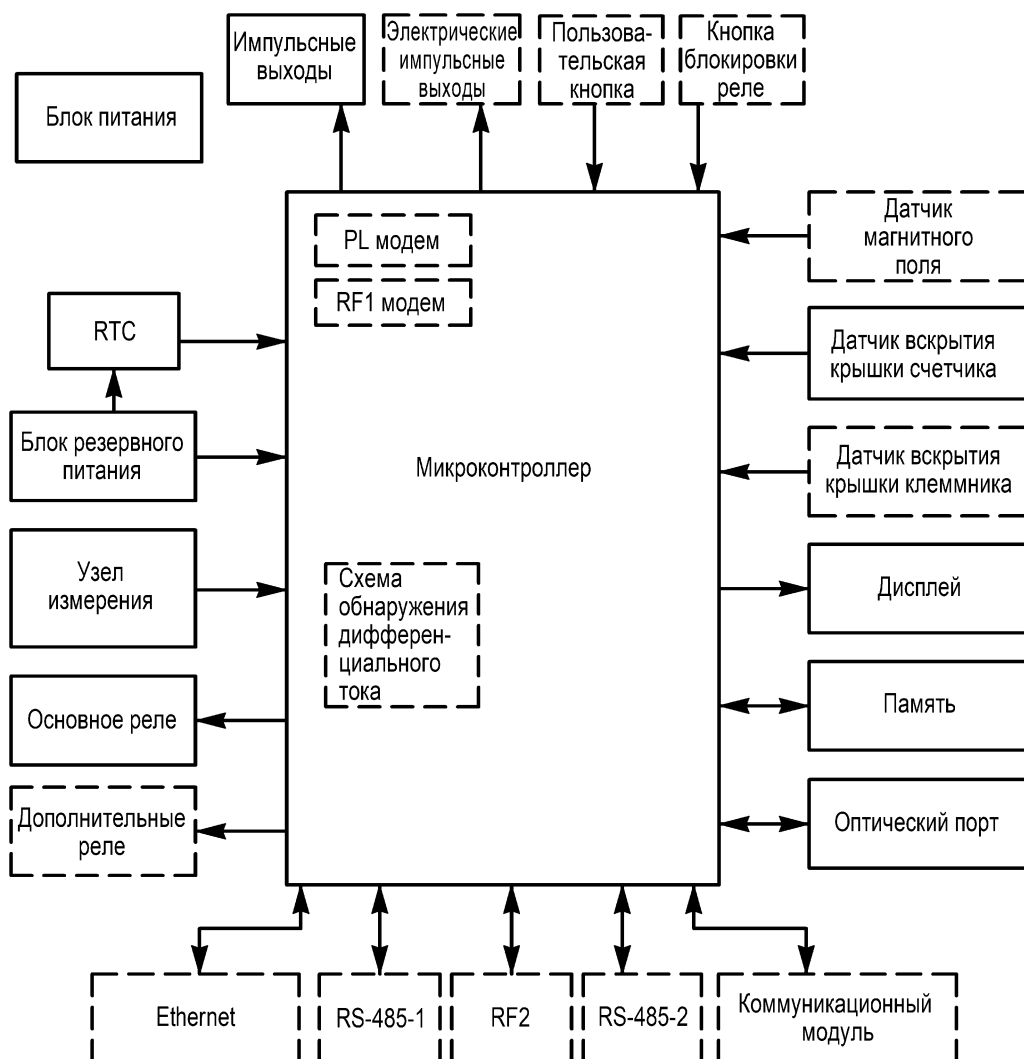 Импульсные
выходы
Электрические
импульсные
выходы
Пользова-
тельская
кнопка
Кнопка
блокировки
реле
Блок питания
PL модем
RF1 модем
Датчик
магнитного
поля
RTC
Датчик вскрытия
крышки счетчика
Блок резервного
питания
Микроконтроллер
Датчик вскрытия
крышки клеммника
Узел
измерения
Схема
обнаружения
дифферен-
циального
тока
Дисплей
Основное реле
Память
Дополнительные
реле
Оптический порт
Ethernet
RS-485-1
RF2
RS-485-2
Коммуникационный
модуль